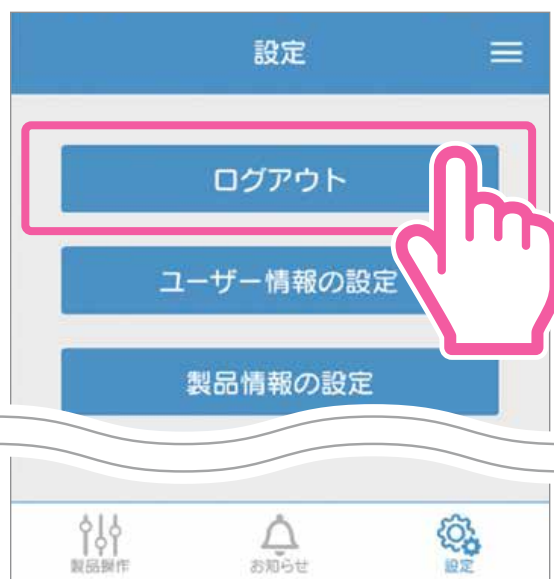 設定
ログアウト
ユーザー情報の設定
製品情報の設定
製品操作
お知らせ
設定